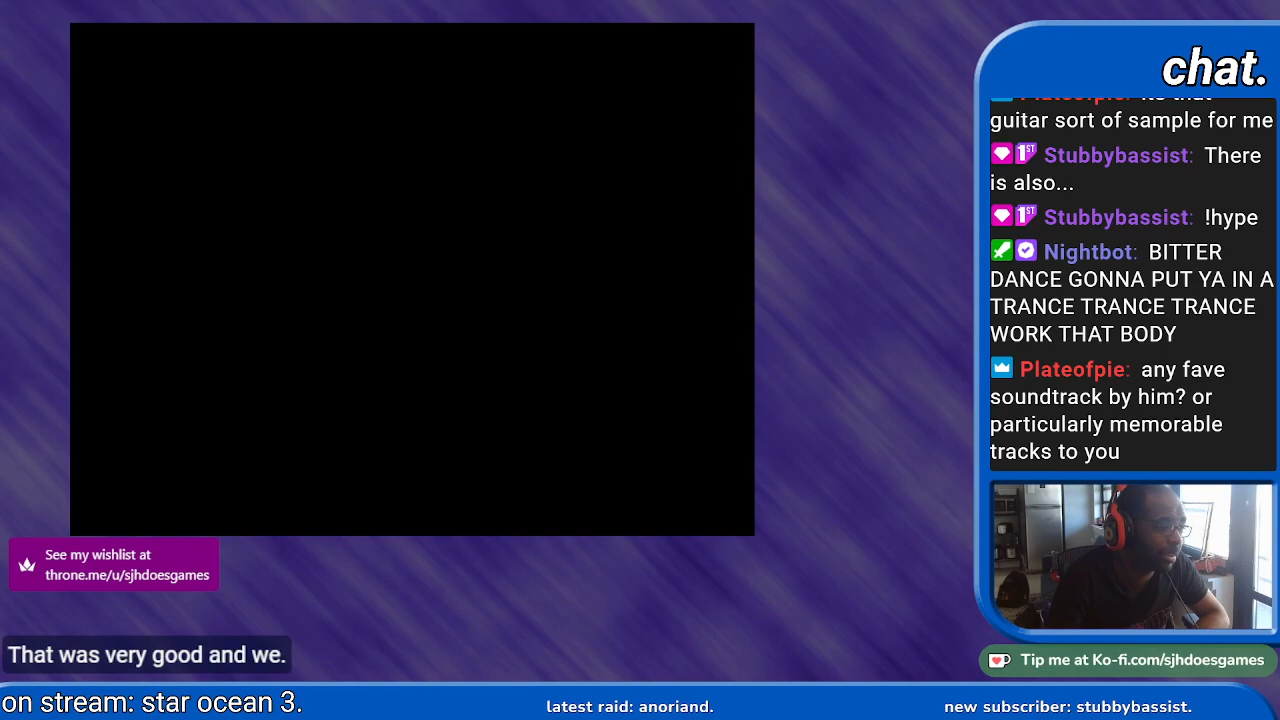 chat.
guitar sort of sample for me
1ST Stubbybassist: There
is also...
1ST Stubbybassist: !hype
Nightbot: BITTER
DANCE GONNA PUT YA IN A
TRANCE TRANCE TRANCE
WORK THAT BODY
Plateofpie: any fave
soundtrack by him? or
particularly memorable
tracks to you
See my wishlist at
throne.me/u/sjhdoesgames
That was very good and we.
Tip me at Ko-fi.com/sjhdoesgames
on stream: star ocean 3.
latest raid: anoriand.
new subscriber: stubbybassist.